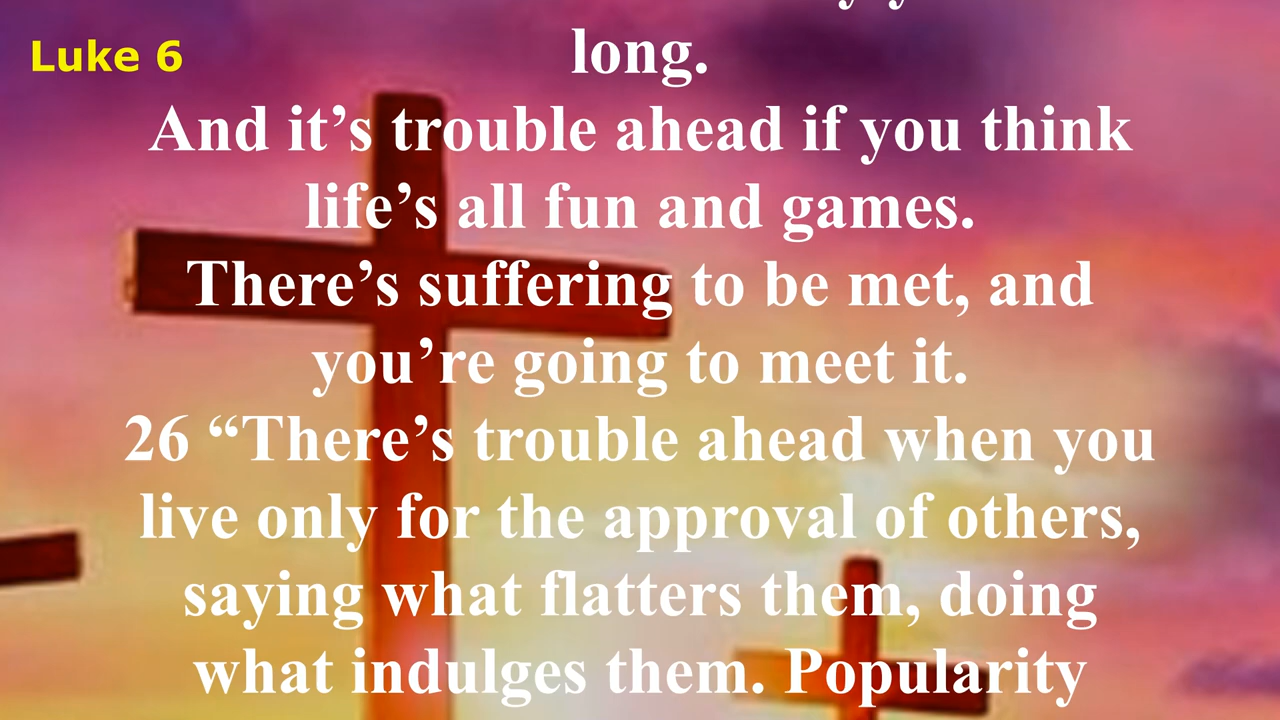 Luke 6
long.
And it’s trouble ahead if you think
life’s all fun and games.
There’s suffering to be met, and
you’re going to meet it.
26 “There’s trouble ahead when you
live only for the approval of others,
saying what flatters them, doing
what indulges them. Popularity